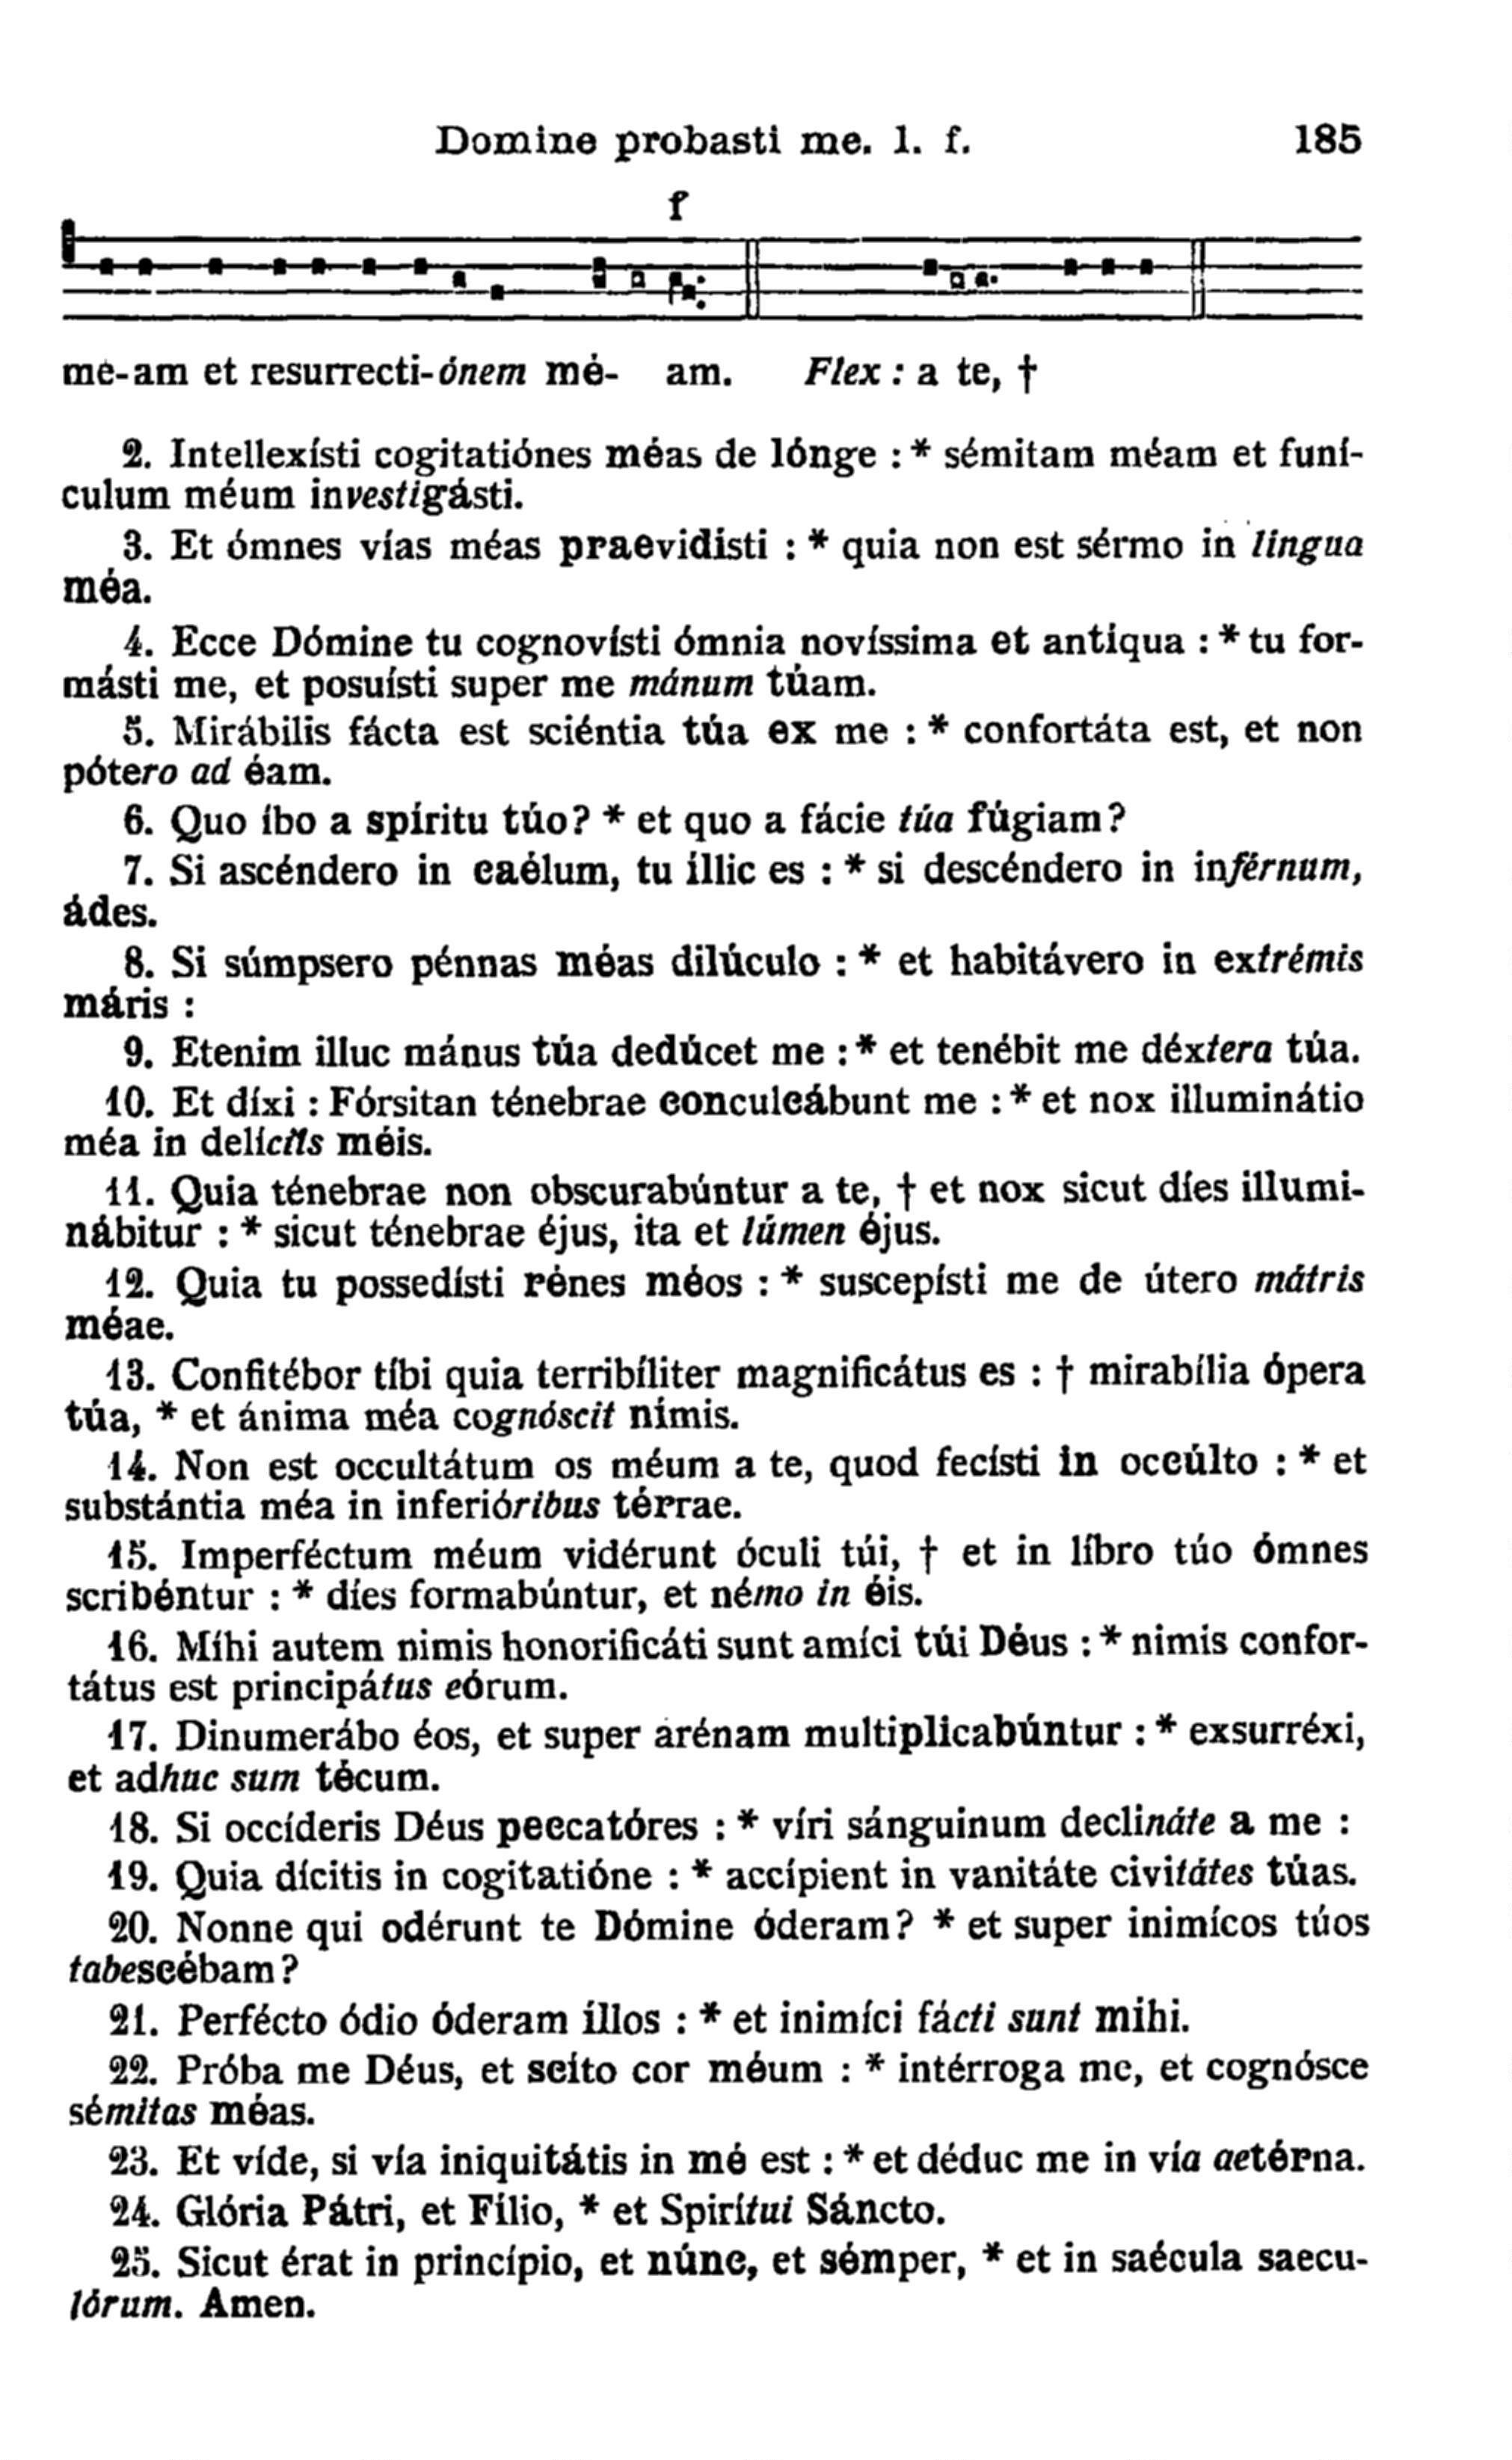 Domine probasti me. 1. f. 185
f
me-am et resurrecti-ónem mé- am. Flex : a te, †
2. Intellexísti cogitatiónes méas de lónge : * sémitam méam et funí-
culum méum investigásti.
3. Et ómnes vías méas praevidísti : * quia non est sérmo in lingua
méa.
4. Ecce Dómine tu cognovísti ómnia novíssima et antíqua : * tu for-
másti me, et posuísti super me mánum túam.
5. Mirábilis fácta est sciéntia túa ex me : * confortáta est, et non
pótero ad éam.
6. Quo íbo a spíritu túo? * et quo a fácie túa fúgiam?
7. Si ascéndero in caélum, tu íllic es : * si descéndero in inférnum,
ádes.
8. Si súmpsero pénnas méas dilúculo : * et habitávero in extrémis
máris :
9. Etenim illuc mánus túa dedúcet me : * et tenébit me déxtera túa.
10. Et díxi : Fórsitan ténebrae conculcábunt me : * et nox illuminátio
méa in delíciis méis.
11. Quia ténebrae non obscurabúntur a te, † et nox sicut díes illumi-
nábitur : * sicut ténebrae éjus, ita et lúmen éjus.
12. Quia tu possedísti rénes méos : * suscepísti me de útero mátris
méae.
13. Confitébor tíbi quia terribíliter magnificátus es : † mirabília ópera
túa, * et ánima méa cognóscit nímis.
14. Non est occultátum os méum a te, quod fecísti in occúlto : * et
substántia méa in inferióribus térrae.
15. Imperféctum méum vidérunt óculi túi, † et in líbro túo ómnes
scribéntur : * díes formabúntur, et némo in éis.
16. Míhi autem nimis honorificáti sunt amíci túi Déus : * nimis confor-
tátus est principátus eórum.
17. Dinumerábo éos, et super arénam multiplicabúntur : * exsurréxi,
et adhuc sum técum.
18. Si occíderis Déus peccatóres : * víri sánguinum declináte a me :
19. Quia dícitis in cogitatióne : * accípient in vanitáte civitátes túas.
20. Nonne qui odérunt te Dómine óderam? * et super inimícos túos
tabescébam?
21. Perfécto ódio óderam íllos : * et inimíci fácti sunt mihi.
22. Próba me Déus, et scíto cor méum : * intérroga me, et cognósce
sémitas méas.
23. Et víde, si vía iniquitátis in mé est : * et déduc me in vía aetérna.
24. Glória Pátri, et Fílio, * et Spirítui Sáncto.
25. Sicut érat in princípio, et núnc, et sémper, * et in saécula saecu-
lórum. Amen.